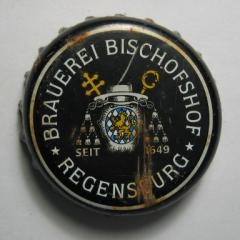 BRAUEREI BISCHOFSHOF
SEIT 1649
REGENSBURG